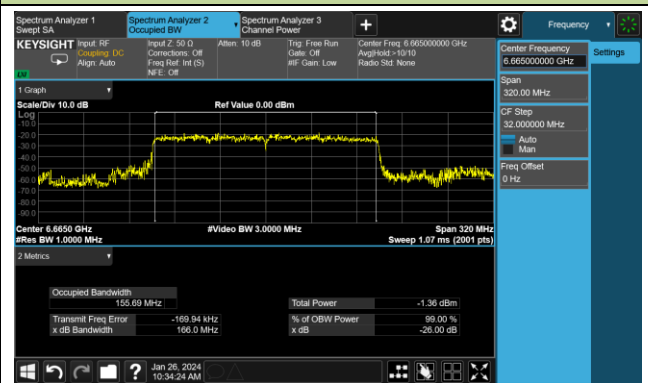 Spectrum Analyzer 1
Swept SA
Spectrum Analyzer 2
Occupied BW
Spectrum Analyzer 3
Channel Power
+
Frequency
KEYSIGHT
Input: RF
Coupling: DC
Align: Auto
Input Z: 50 Ω
Corrections: Off
Freq Ref: Int (S)
NFE: Off
Atten: 10 dB
Trig: Free Run
Gate: Off
#IF Gain: Low
Center Freq: 6.665000000 GHz
Avg|Hold:>10/10
Radio Std: None
Center Frequency
6.665000000 GHz
Settings
Span
320.00 MHz
CF Step
32.000000 MHz
Auto
Man
Freq Offset
0 Hz
1 Graph
Scale/Div 10.0 dB
Ref Value 0.00 dBm
Log
-10.0
-20.0
-30.0
-40.0
-50.0
-60.0
-70.0
-80.0
-90.0
Center 6.6650 GHz
#Video BW 3.0000 MHz
Span 320 MHz
#Res BW 1.0000 MHz
Sweep 1.07 ms (2001 pts)
2 Metrics
Occupied Bandwidth
155.69 MHz
Total Power -1.36 dBm
Transmit Freq Error -169.94 kHz
% of OBW Power 99.00 %
x dB Bandwidth 166.0 MHz
x dB -26.00 dB
?
Jan 26, 2024
10:34:24 AM